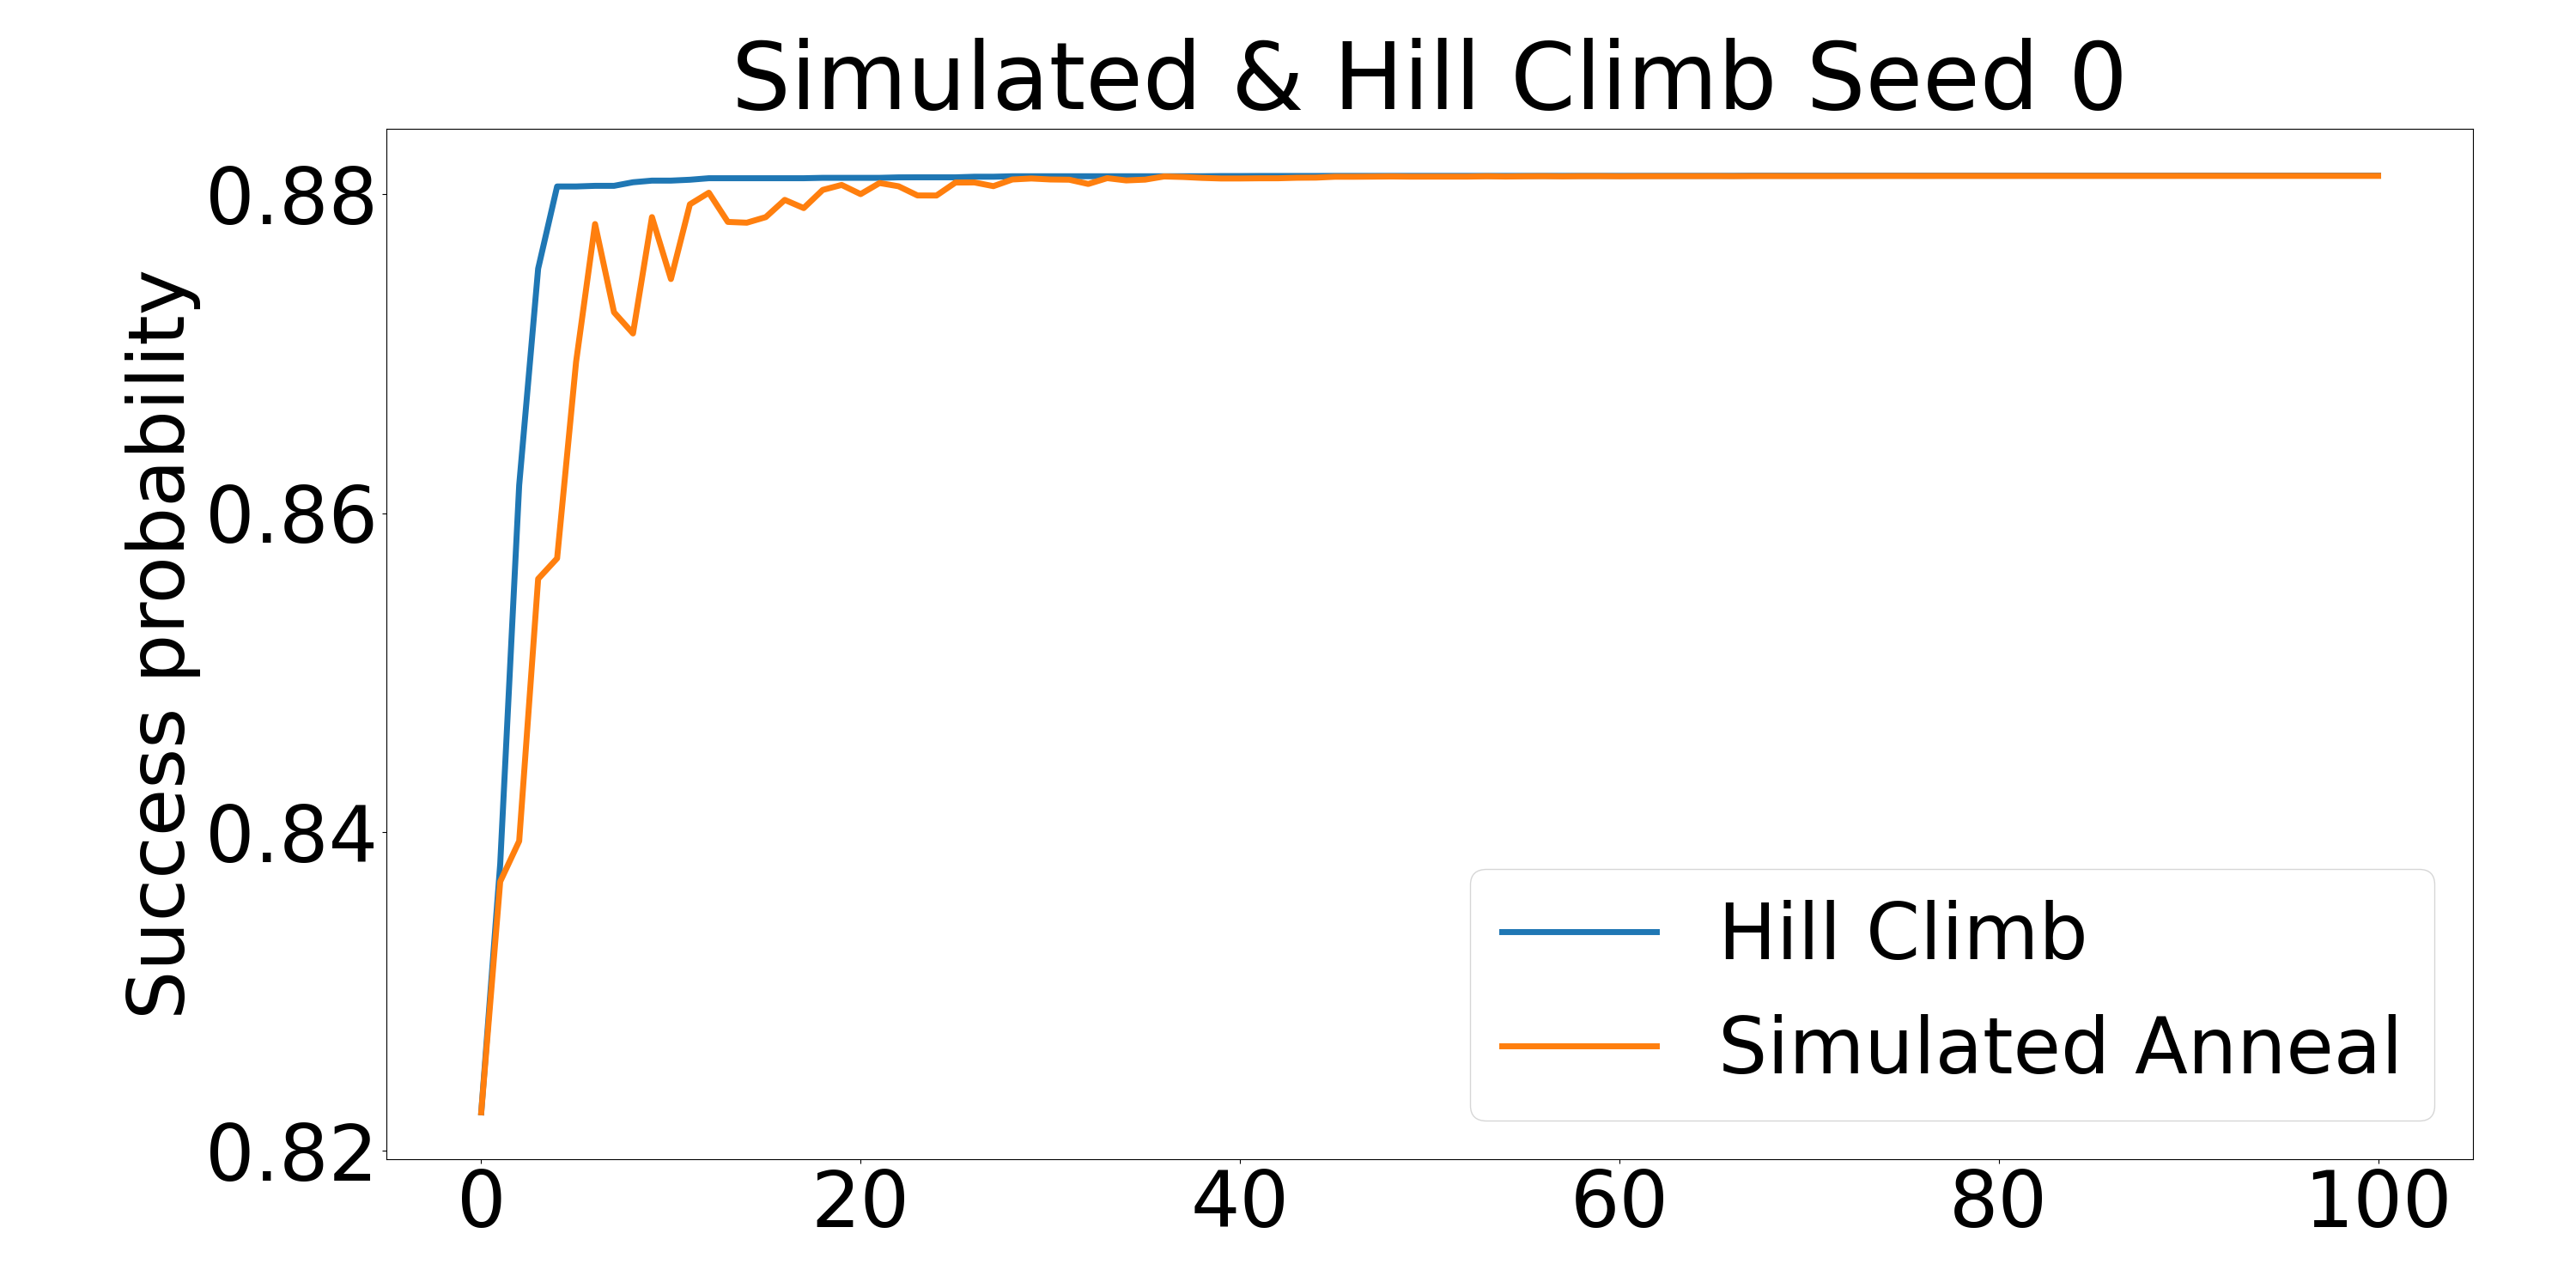 Simulated & Hill Climb Seed 0
Success probability
0.88
0.86
0.84
0.82
0 20 40 60 80 100
Hill Climb
Simulated Anneal